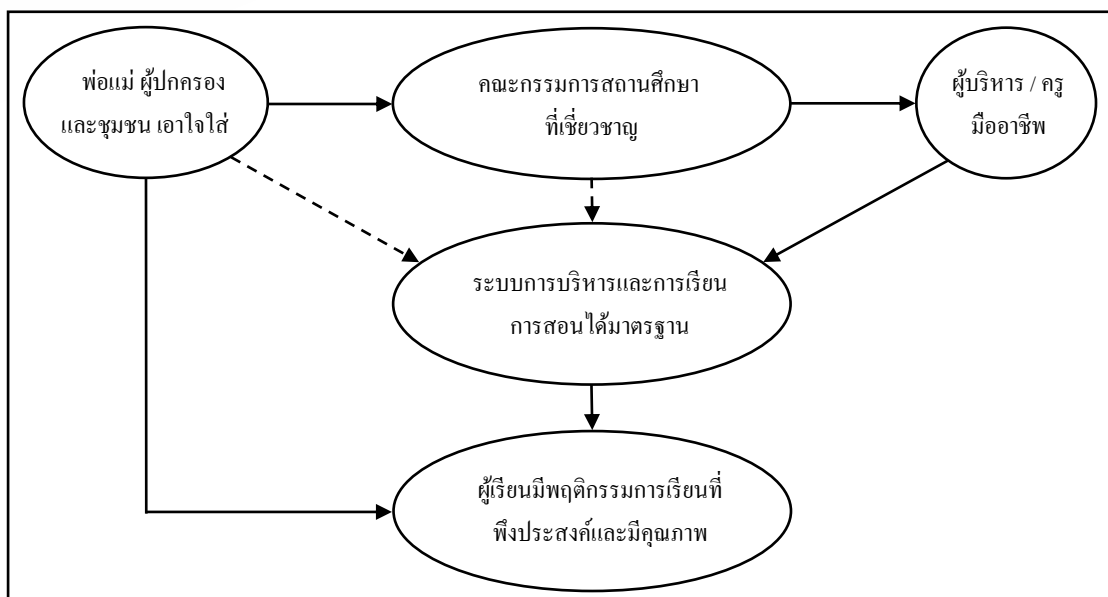 พ่อแม่ ผู้ปกครอง
และชุมชน เอาใจใส่
คณะกรรมการสถานศึกษา
ที่เชี่ยวชาญ
ผู้บริหาร / ครู
มืออาชีพ
ระบบการบริหารและการเรียน
การสอนได้มาตรฐาน
ผู้เรียนมีพฤติกรรมการเรียนที่
พึงประสงค์และมีคุณภาพ